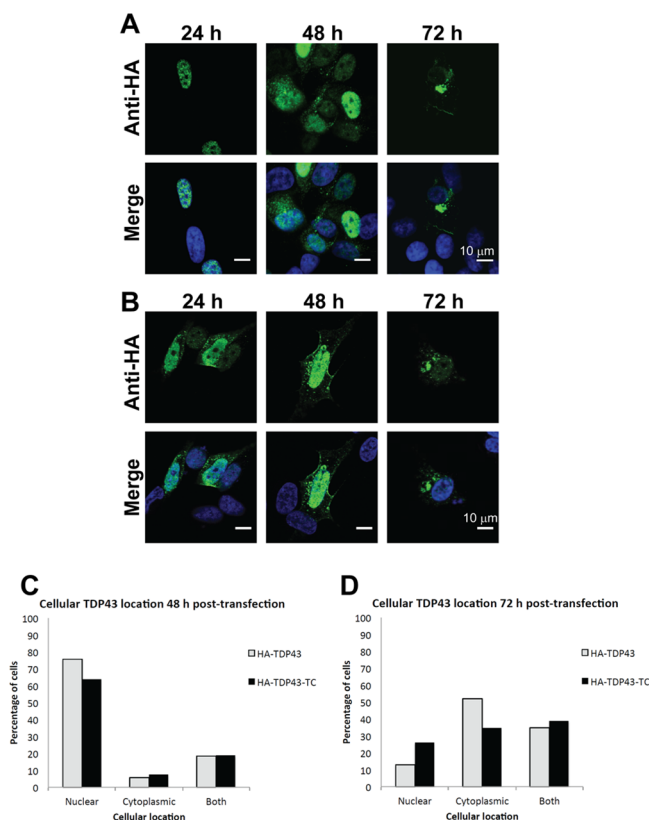 A
24 h 48 h 72 h
Anti-HA
Merge
10 μm
B
24 h 48 h 72 h
Anti-HA
Merge
10 μm
C
Cellular TDP43 location 48 h post-transfection
Percentage of cells
100
90
80
70
60
50
40
30
20
10
0
HA-TDP43
HA-TDP43-TC
Nuclear Cytoplasmic Both
Cellular location
D
Cellular TDP43 location 72 h post-transfection
Percentage of cells
100
90
80
70
60
50
40
30
20
10
0
HA-TDP43
HA-TDP43-TC
Nuclear Cytoplasmic Both
Cellular location